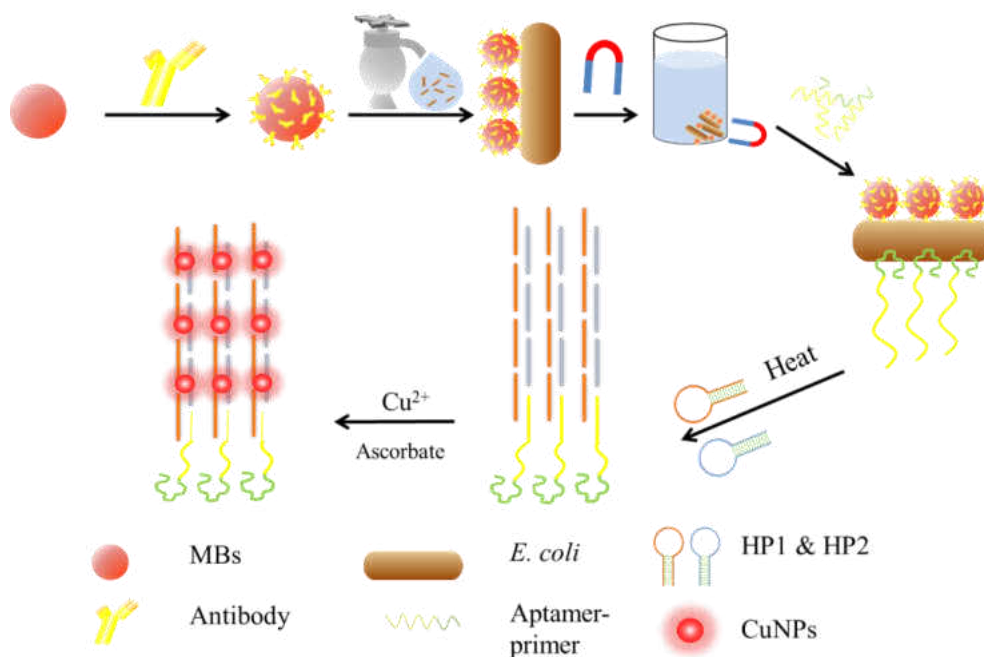 Heat
Cu²⁺
Ascorbate
MBs
E. coli
HP1 & HP2
Antibody
Aptamer-
primer
CuNPs